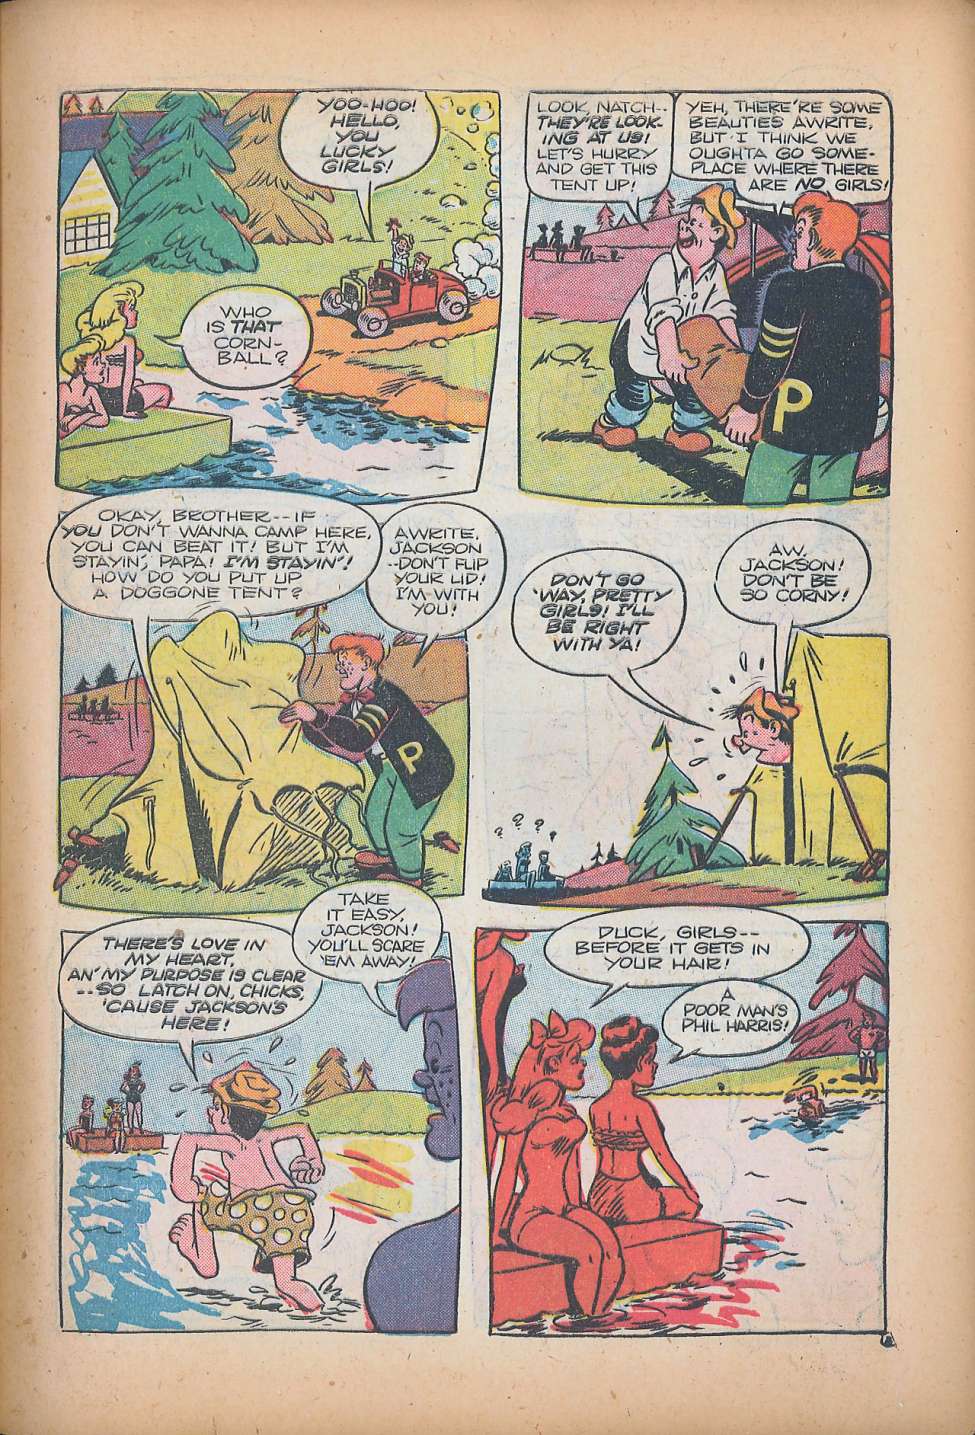 YOO-HOO!
HELLO,
YOU
LUCKY
GIRLS!
WHO
IS THAT
CORN-
BALL?
LOOK, NATCH--
THEY'RE LOOK-
ING AT US!
LET'S HURRY
AND GET THIS
TENT UP!
YEH, THERE'RE SOME
BEAUTIES AWRITE,
BUT I THINK WE
OUGHTA GO SOME-
PLACE WHERE THERE
ARE NO GIRLS!
P
OKAY, BROTHER--IF
YOU DON'T WANNA CAMP HERE,
YOU CAN BEAT IT! BUT I'M
STAYIN', PAPA! I'M STAYIN'!
HOW DO YOU PUT UP
A DOGGONE TENT?
AWRITE,
JACKSON
--DON'T FLIP
YOUR LID!
I'M WITH
YOU!
P
DON'T GO
'WAY, PRETTY
GIRLS! I'LL
BE RIGHT
WITH YA!
AW,
JACKSON!
DON'T BE
SO CORNY!
? ? ? ?
THERE'S LOVE IN
MY HEART,
AN' MY PURPOSE IS CLEAR
--SO LATCH ON, CHICKS,
'CAUSE JACKSON'S
HERE!
TAKE
IT EASY,
JACKSON!
YOU'LL SCARE
'EM AWAY!
DUCK, GIRLS--
BEFORE IT GETS IN
YOUR HAIR!
A
POOR MAN'S
PHIL HARRIS!